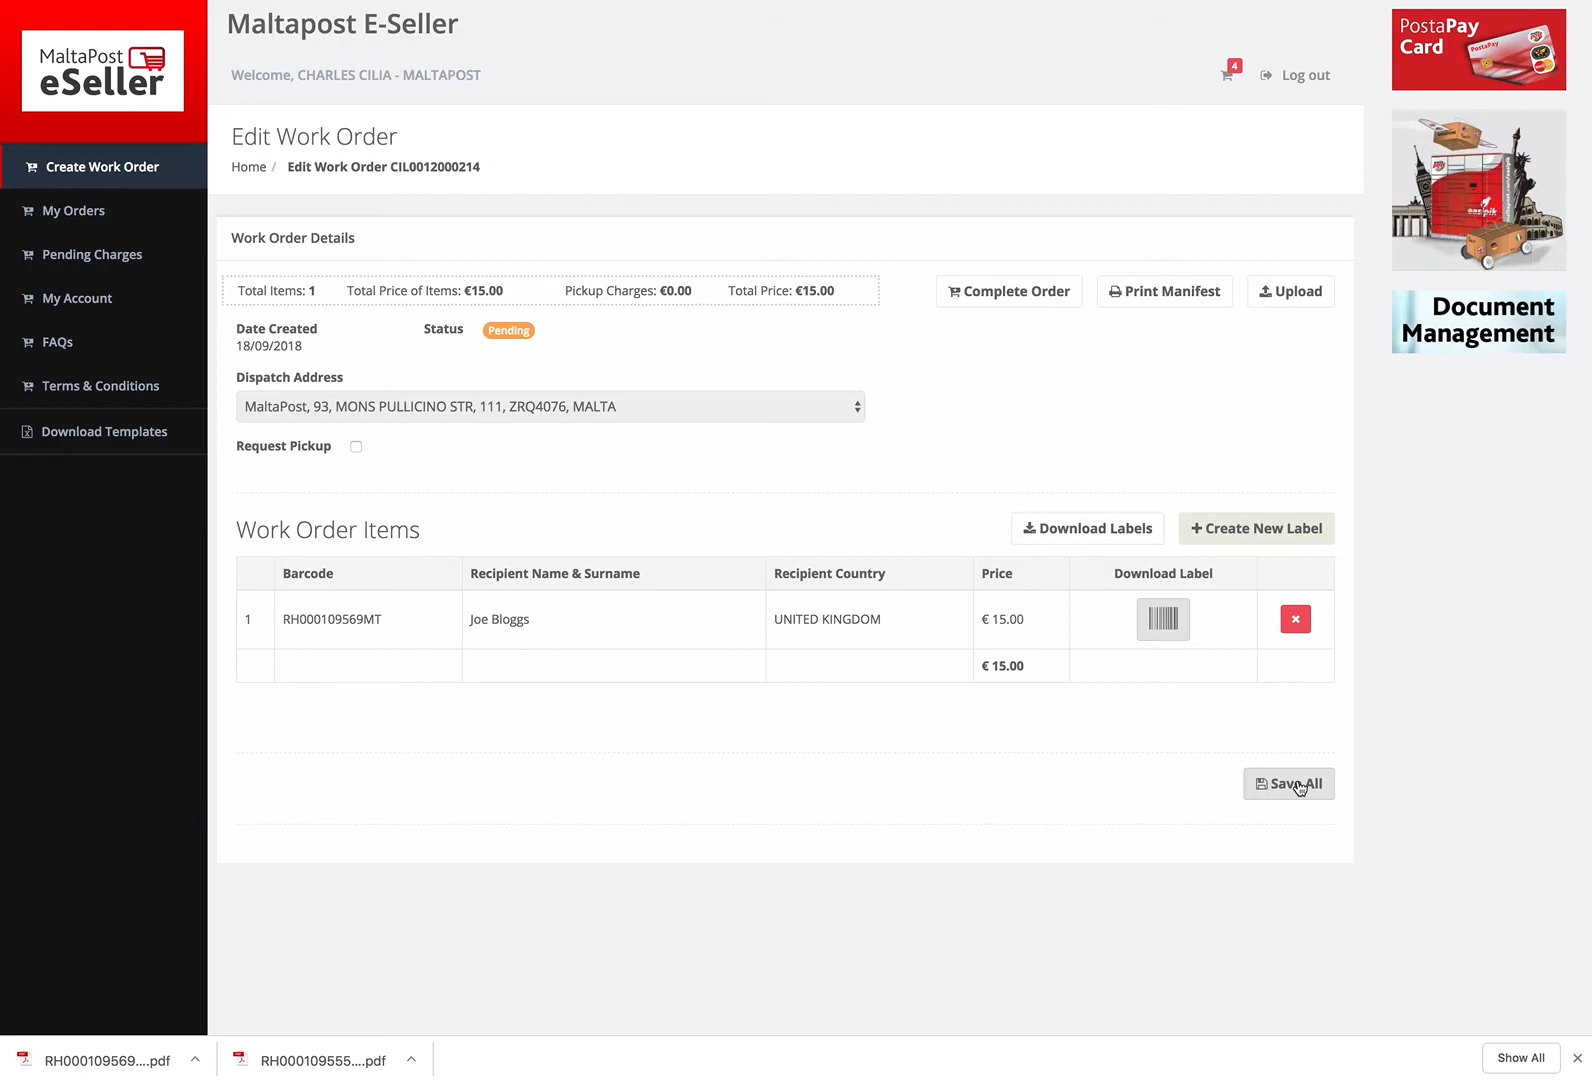 MaltaPost
eSeller
Create Work Order
My Orders
Pending Charges
My Account
FAQs
Terms & Conditions
Download Templates
Maltapost E-Seller
Welcome, CHARLES CILIA - MALTAPOST
4
Log out
Edit Work Order
Home / Edit Work Order CIL0012000214
Work Order Details
Total Items: 1 Total Price of Items: €15.00 Pickup Charges: €0.00 Total Price: €15.00
Complete Order Print Manifest Upload
Date Created Status Pending
18/09/2018
Dispatch Address
MaltaPost, 93, MONS PULLICINO STR, 111, ZRQ4076, MALTA
Request Pickup
Work Order Items
Download Labels Create New Label
Barcode Recipient Name & Surname Recipient Country Price Download Label
1 RH000109569MT Joe Bloggs UNITED KINGDOM € 15.00
€ 15.00
Save All
PostaPay
Card
PostaPay
easipik
Document
Management
RH000109569....pdf RH000109555....pdf Show All